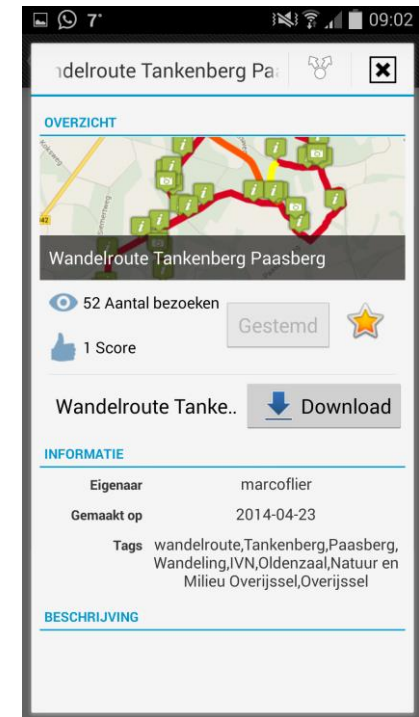 7°
09:02
ndelroute Tankenberg Pa
OVERZICHT
42
Wandelroute Tankenberg Paasberg
52 Aantal bezoeken
Gestemd
1 Score
Wandelroute Tanke..
Download
INFORMATIE
Eigenaar marcoflier
Gemaakt op 2014-04-23
Tags wandelroute,Tankenberg,Paasberg,
Wandeling,IVN,Oldenzaal,Natuur en
Milieu Overijssel,Overijssel
BESCHRIJVING